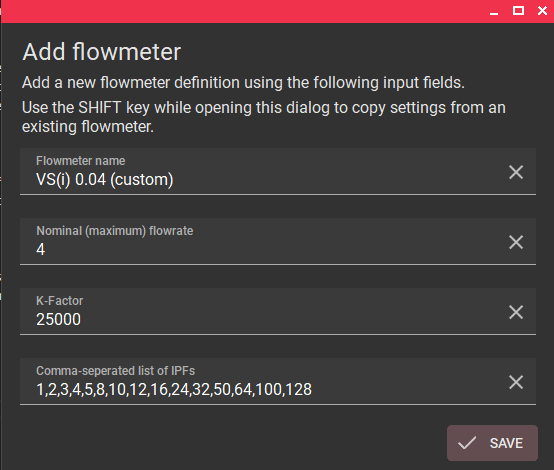 Add flowmeter
Add a new flowmeter definition using the following input fields.
Use the SHIFT key while opening this dialog to copy settings from an
existing flowmeter.
Flowmeter name
VS(i) 0.04 (custom)
Nominal (maximum) flowrate
4
K-Factor
25000
Comma-seperated list of IPFs
1,2,3,4,5,8,10,12,16,24,32,50,64,100,128
SAVE